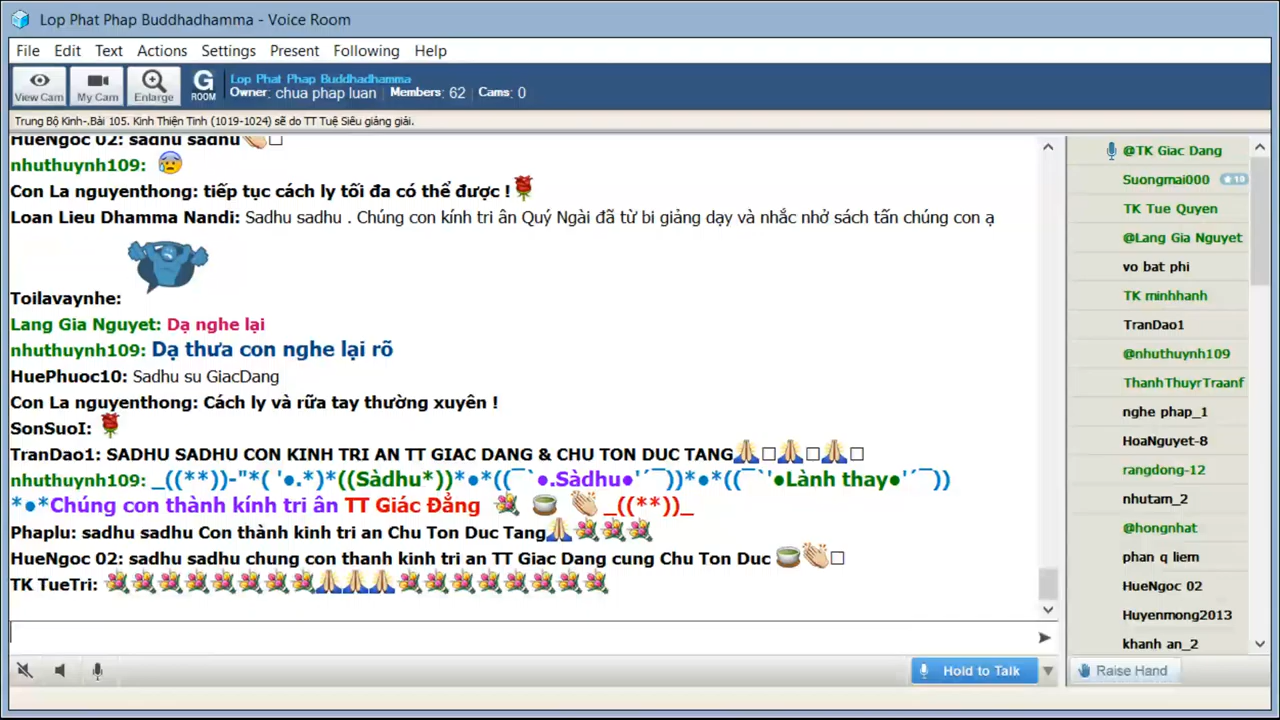 Lop Phat Phap Buddhadhamma - Voice Room
File Edit Text Actions Settings Present Following Help
View Cam My Cam Enlarge G ROOM
Lop Phat Phap Buddhadhamma
Owner: chua phap luan | Members: 62 | Cams: 0
Trung Bộ Kinh-.Bài 105. Kinh Thiện Tinh (1019-1024) sẽ do TT Tuệ Siêu giảng giải.
HueNgoc 02: sadhu sadhu👏🏻□
nhuthuynh109: 😰
Con La nguyenthong: tiếp tục cách ly tối đa có thể được !🌹
Loan Lieu Dhamma Nandi: Sadhu sadhu . Chúng con kính tri ân Quý Ngài đã từ bi giảng dạy và nhắc nhở sách tấn chúng con ạ
Toilavaynhe:
Lang Gia Nguyet: Dạ nghe lại
nhuthuynh109: Dạ thưa con nghe lại rõ
HuePhuoc10: Sadhu su GiacDang
Con La nguyenthong: Cách ly và rữa tay thường xuyên !
SonSuoI: 🌹
TranDao1: SADHU SADHU CON KINH TRI AN TT GIAC DANG & CHU TON DUC TANG🙏🏻□🙏🏻□🙏🏻□
nhuthuynh109: _((**))-"*( '●.*)*((Sàdhu*))*●*((¯`●.Sàdhu●'´¯))*●*((¯`'●Lành thay●'´¯))
*●*Chúng con thành kính tri ân TT Giác Đẳng 💐 🍵 👏🏻 _((**))_
Phaplu: sadhu sadhu Con thành kính tri an Chu Ton Duc Tang🙏🏻💐💐💐
HueNgoc 02: sadhu sadhu chung con thanh kinh tri an TT Giac Dang cung Chu Ton Duc 🍵👏🏻□
TK TueTri: 💐💐💐💐💐💐💐💐🙏🏻🙏🏻🙏🏻💐💐💐💐💐💐💐💐
Hold to Talk
@TK Giac Dang
Suongmai000 ★10
TK Tue Quyen
@Lang Gia Nguyet
vo bat phi
TK minhhanh
TranDao1
@nhuthuynh109
ThanhThuyrTraanf
nghe phap_1
HoaNguyet-8
rangdong-12
nhutam_2
@hongnhat
phan q liem
HueNgoc 02
Huyenmong2013
khanh an_2
Raise Hand